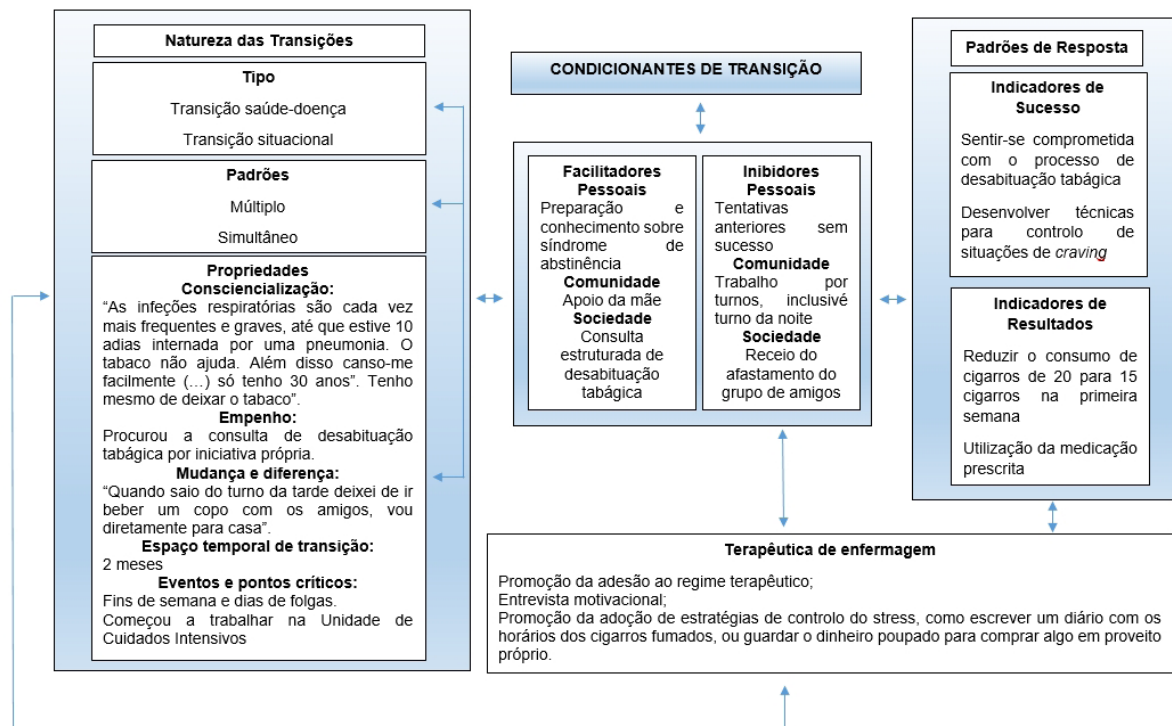 Natureza das Transições
Tipo
Transição saúde-doença
Transição situacional
Padrões
Múltiplo
Simultâneo
Propriedades
Consciencialização:
“As infeções respiratórias são cada vez
mais frequentes e graves, até que estive 10
adias internada por uma pneumonia. O
tabaco não ajuda. Além disso canso-me
facilmente (…) só tenho 30 anos”. Tenho
mesmo de deixar o tabaco”.
Empenho:
Procurou a consulta de desabituação
tabágica por iniciativa própria.
Mudança e diferença:
“Quando saio do turno da tarde deixei de ir
beber um copo com os amigos, vou
diretamente para casa”.
Espaço temporal de transição:
2 meses
Eventos e pontos críticos:
Fins de semana e dias de folgas.
Começou a trabalhar na Unidade de
Cuidados Intensivos
CONDICIONANTES DE TRANSIÇÃO
Facilitadores
Pessoais
Preparação e
conhecimento sobre
síndrome de
abstinência
Comunidade
Apoio da mãe
Sociedade
Consulta
estruturada de
desabituação
tabágica
Inibidores
Pessoais
Tentativas
anteriores sem
sucesso
Comunidade
Trabalho por
turnos, inclusivé
turno da noite
Sociedade
Receio do
afastamento do
grupo de amigos
Padrões de Resposta
Indicadores de
Sucesso
Sentir-se comprometida
com o processo de
desabituação tabágica
Desenvolver técnicas
para controlo de
situações de craving
Indicadores de
Resultados
Reduzir o consumo de
cigarros de 20 para 15
cigarros na primeira
semana
Utilização da medicação
prescrita
Terapêutica de enfermagem
Promoção da adesão ao regime terapêutico;
Entrevista motivacional;
Promoção da adoção de estratégias de controlo do stress, como escrever um diário com os
horários dos cigarros fumados, ou guardar o dinheiro poupado para comprar algo em proveito
próprio.